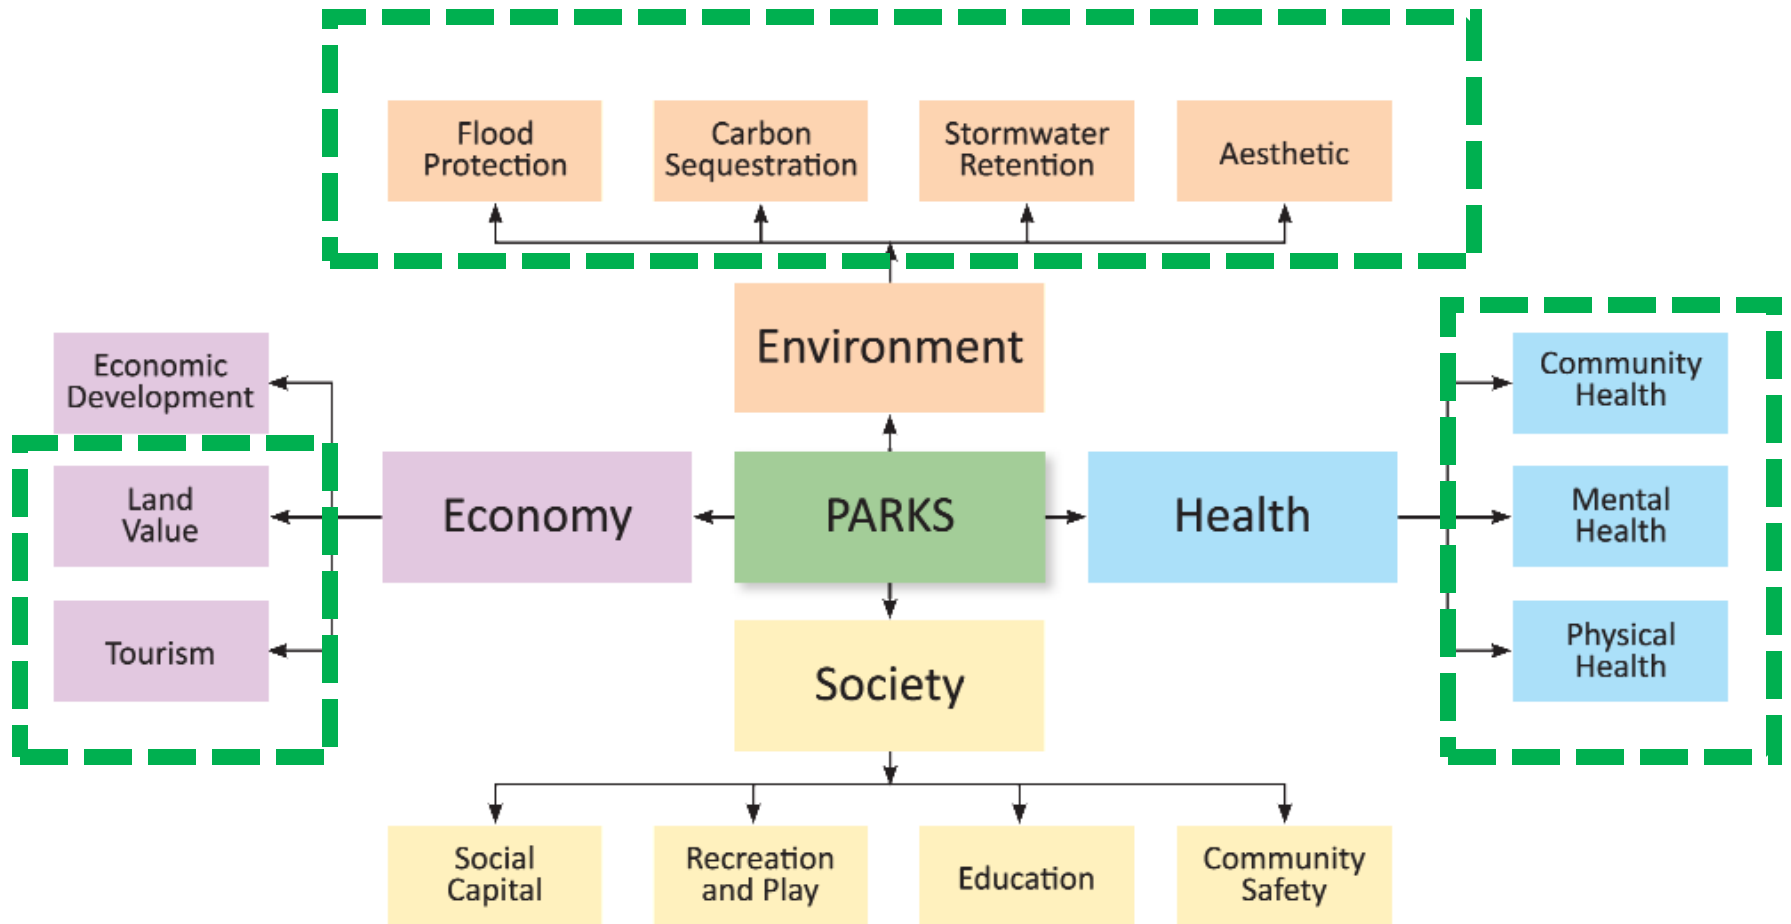 Flood
Protection
Carbon
Sequestration
Stormwater
Retention
Aesthetic
Environment
Economic
Development
Land
Value
Tourism
Economy
PARKS
Health
Community
Health
Mental
Health
Physical
Health
Society
Social
Capital
Recreation
and Play
Education
Community
Safety